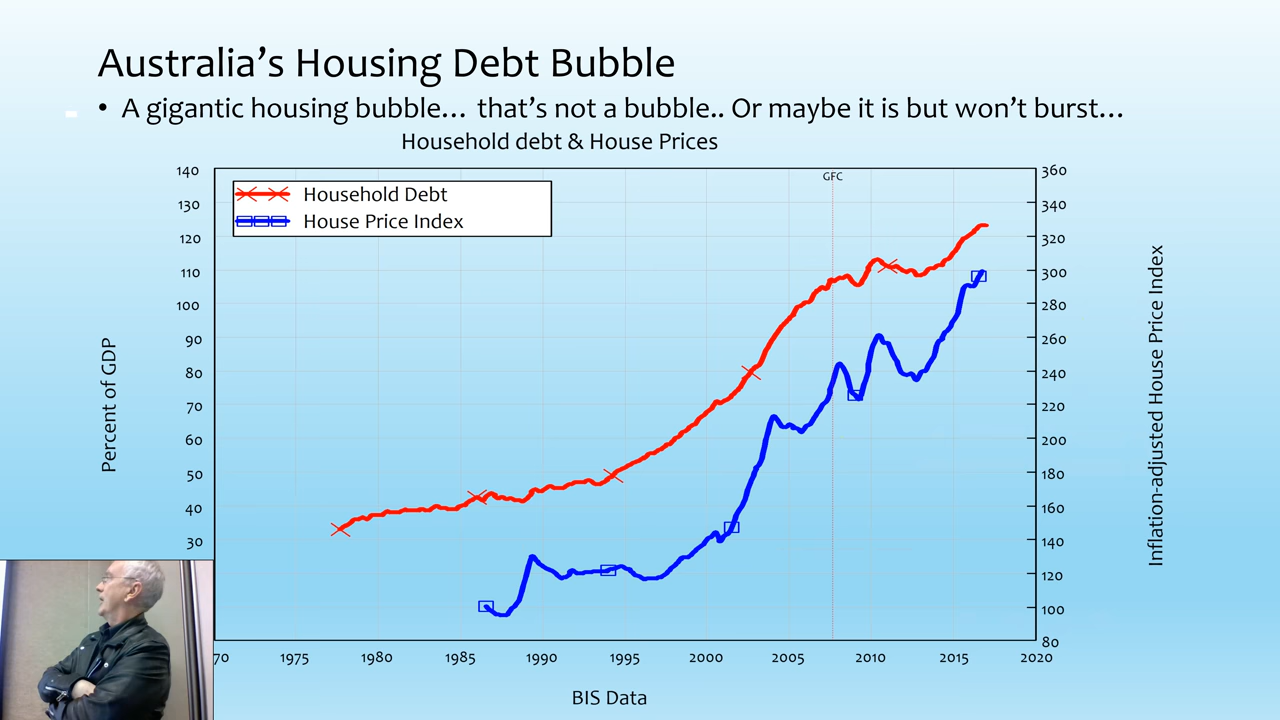 Australia's Housing Debt Bubble
• A gigantic housing bubble... that's not a bubble.. Or maybe it is but won't burst...
Household debt & House Prices
Household Debt
House Price Index
GFC
140
130
120
110
100
90
80
70
60
50
40
30
360
340
320
300
280
260
240
220
200
180
160
140
120
100
80
Percent of GDP
Inflation-adjusted House Price Index
70 1975 1980 1985 1990 1995 2000 2005 2010 2015 2020
BIS Data